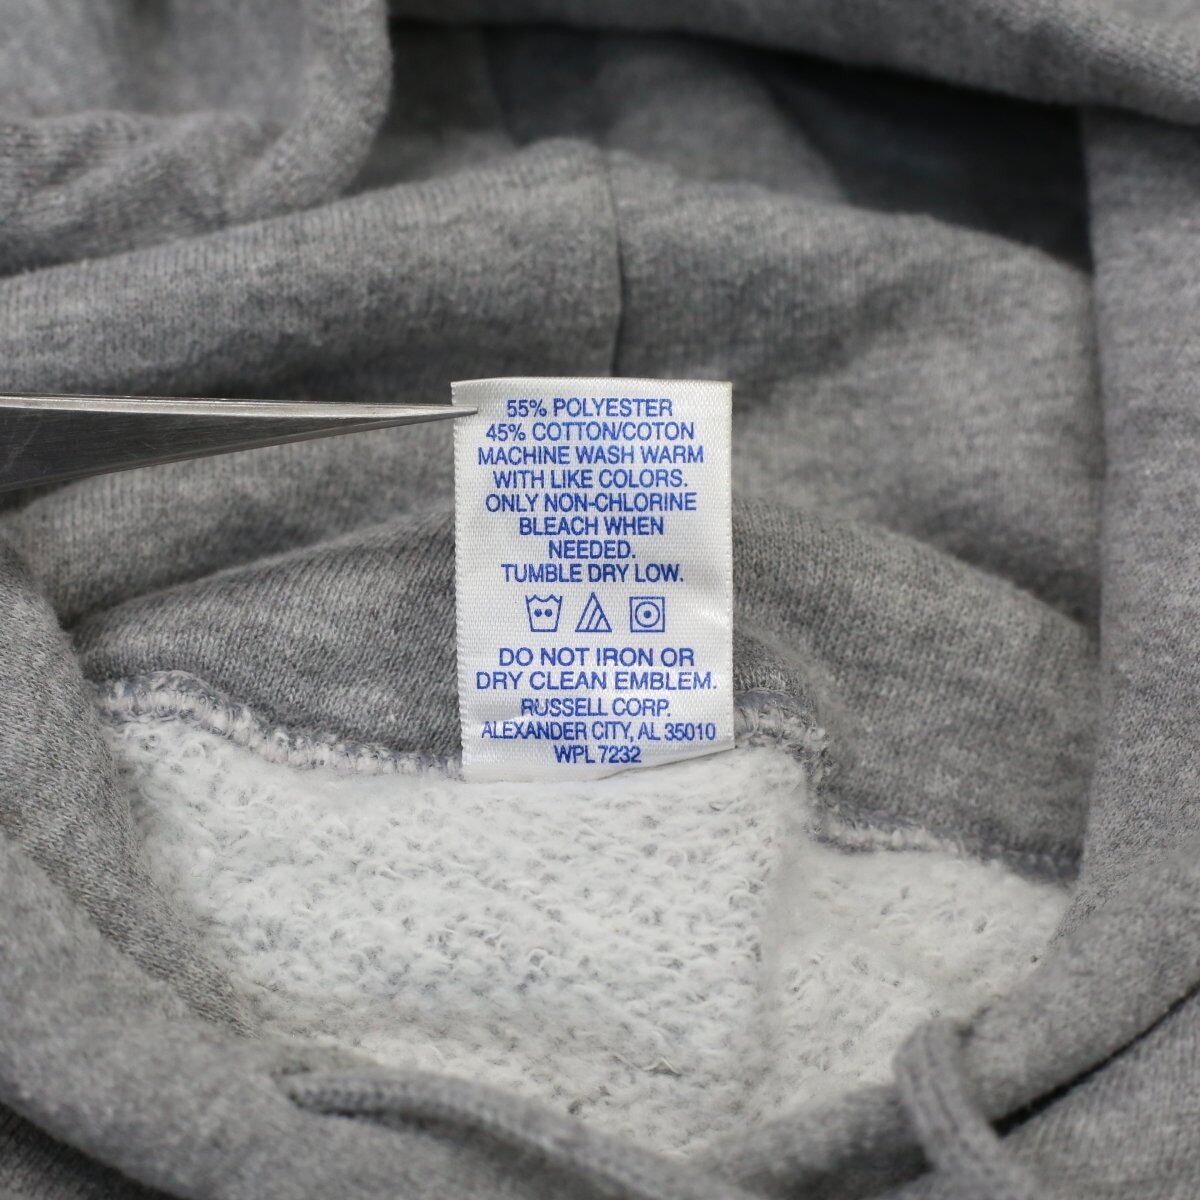 55% POLYESTER
45% COTTON/COTON
MACHINE WASH WARM
WITH LIKE COLORS.
ONLY NON-CHLORINE
BLEACH WHEN
NEEDED.
TUMBLE DRY LOW.
DO NOT IRON OR
DRY CLEAN EMBLEM.
RUSSELL CORP.
ALEXANDER CITY, AL 35010
WPL 7232